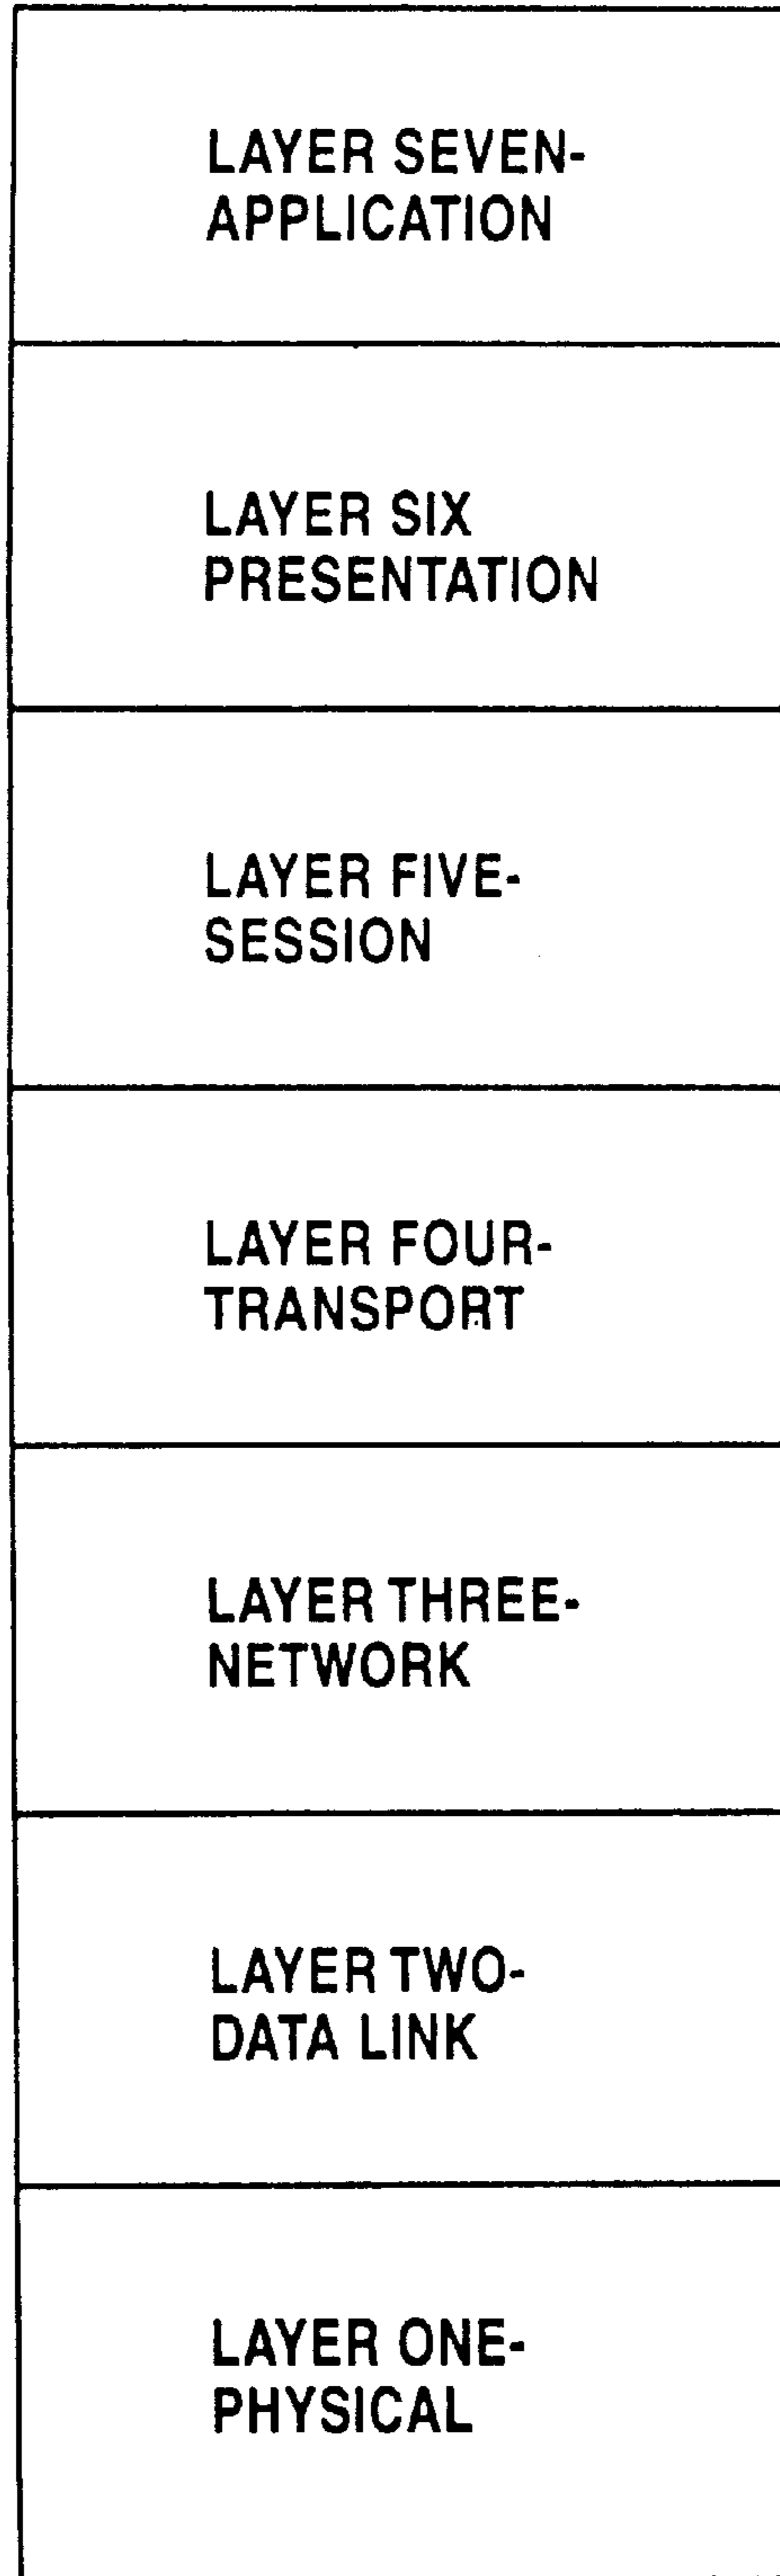 LAYER SEVEN-
APPLICATION
LAYER SIX
PRESENTATION
LAYER FIVE-
SESSION
LAYER FOUR-
TRANSPORT
LAYER THREE-
NETWORK
LAYER TWO-
DATA LINK
LAYER ONE-
PHYSICAL